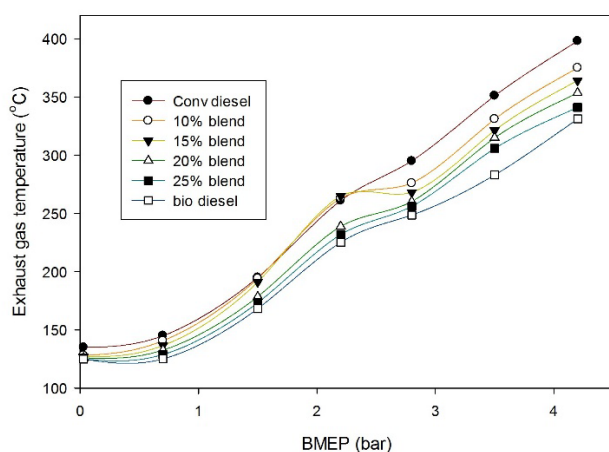 400
350
300
250
200
150
100
Exhaust gas temperature (°C)
Conv diesel
10% blend
15% blend
20% blend
25% blend
bio diesel
0
1
2
3
4
BMEP (bar)